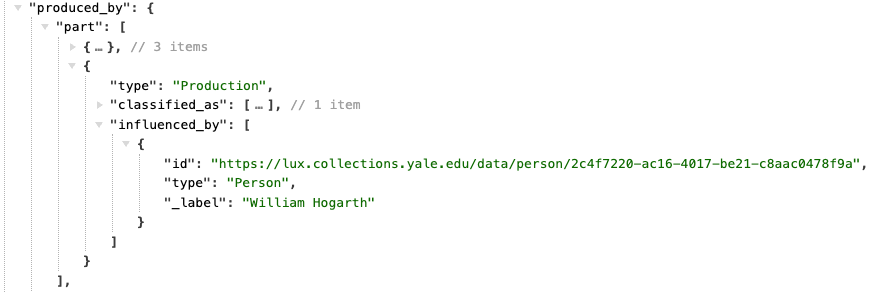 "produced_by": {
"part": [
{ … }, // 3 items
{
"type": "Production",
"classified_as": [ … ], // 1 item
"influenced_by": [
{
"id": "https://lux.collections.yale.edu/data/person/2c4f7220-ac16-4017-be21-c8aac0478f9a",
"type": "Person",
"_label": "William Hogarth"
}
]
}
],